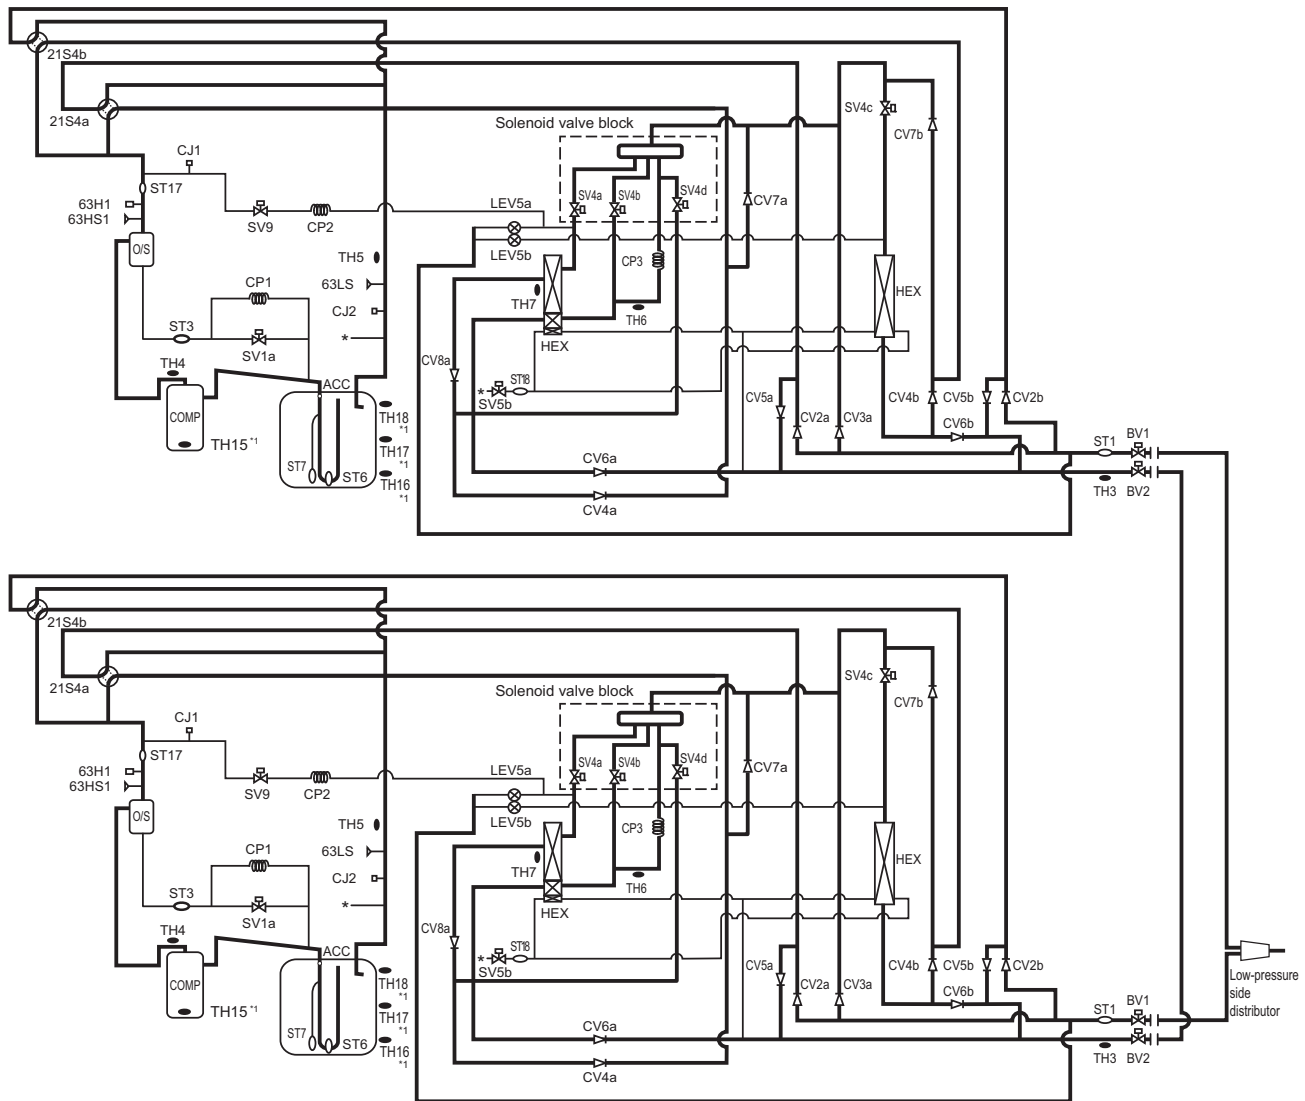 21S4b
21S4a
SV4c
CV7b
Solenoid valve block
CJ1
ST17
63H1
63HS1
SV9
CP2
LEV5a
SV4a
SV4b
SV4d
CV7a
O/S
LEV5b
TH5
CP3
63LS
CP1
TH7
HEX
CJ2
TH6
ST3
*
SV1a
HEX
TH4
CV8a
ACC
* ST18
SV5b
CV5a
CV4b
CV5b
COMP
TH18
*1
CV2a
CV3a
CV2b
CV6b
TH15*1
TH17
*1
ST1
BV1
CV6a
ST7
ST6
TH16
*1
TH3
BV2
CV4a
21S4b
21S4a
SV4c
CV7b
Solenoid valve block
CJ1
ST17
63H1
63HS1
SV9
CP2
LEV5a
SV4a
SV4b
SV4d
CV7a
O/S
LEV5b
TH5
CP3
63LS
CP1
TH7
HEX
CJ2
TH6
ST3
*
SV1a
HEX
TH4
CV8a
ACC
* ST18
SV5b
CV5a
CV4b
CV5b
COMP
TH18
*1
CV2a
CV3a
CV2b
CV6b
Low-pressure
side
distributor
TH15*1
TH17
*1
ST1
BV1
CV6a
ST7
ST6
TH16
*1
TH3
BV2
CV4a